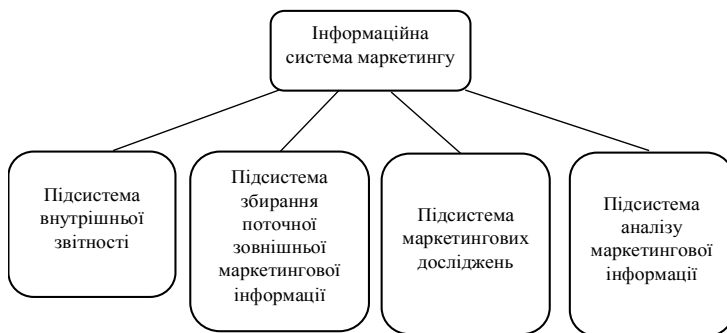 Інформаційна
система маркетингу
Підсистема
внутрішньої
звітності
Підсистема
збирання
поточної
зовнішньої
маркетингової
інформації
Підсистема
маркетингових
досліджень
Підсистема
аналізу
маркетингової
інформації